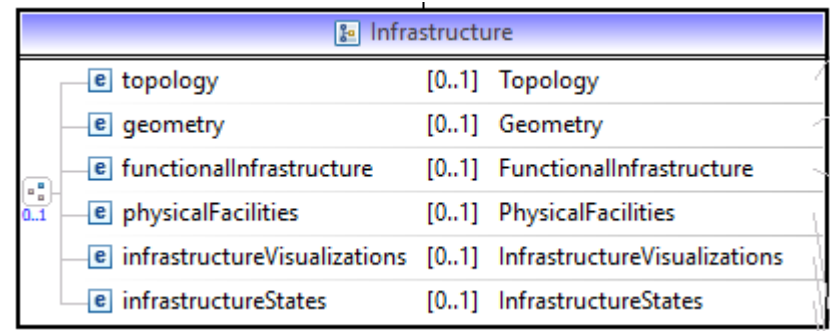 Infrastructure
e topology [0..1] Topology
e geometry [0..1] Geometry
e functionalInfrastructure [0..1] FunctionalInfrastructure
e physicalFacilities [0..1] PhysicalFacilities
0..1
e infrastructureVisualizations [0..1] InfrastructureVisualizations
e infrastructureStates [0..1] InfrastructureStates